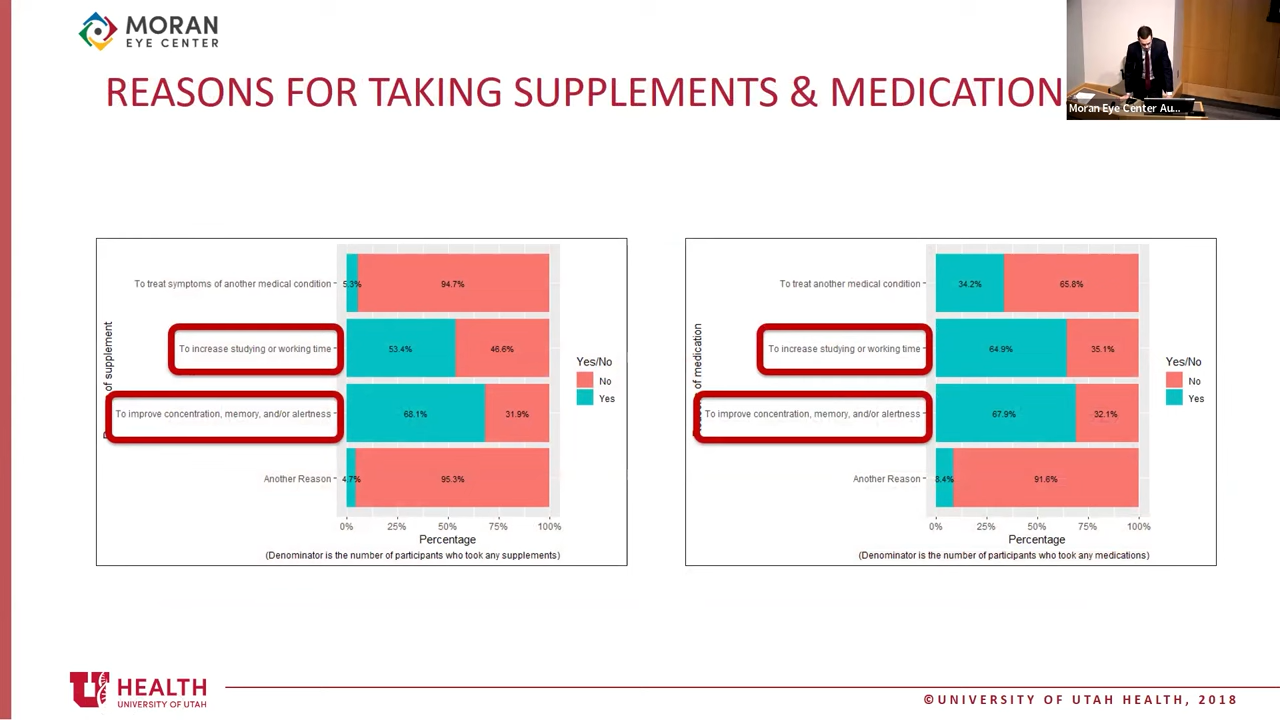 MORAN
EYE CENTER
REASONS FOR TAKING SUPPLEMENTS & MEDICATION
Moran Eye Center Au...
of supplement
To treat symptoms of another medical condition
5.3%
94.7%
To increase studying or working time
53.4%
46.6%
To improve concentration, memory, and/or alertness
68.1%
31.9%
Another Reason
4.7%
95.3%
0%
25%
50%
75%
100%
Percentage
(Denominator is the number of participants who took any supplements)
Yes/No
No
Yes
of medication
To treat another medical condition
34.2%
65.8%
To increase studying or working time
64.9%
35.1%
To improve concentration, memory, and/or alertness
67.9%
32.1%
Another Reason
8.4%
91.6%
0%
25%
50%
75%
100%
Percentage
(Denominator is the number of participants who took any medications)
Yes/No
No
Yes
U HEALTH
UNIVERSITY OF UTAH
©UNIVERSITY OF UTAH HEALTH, 2018